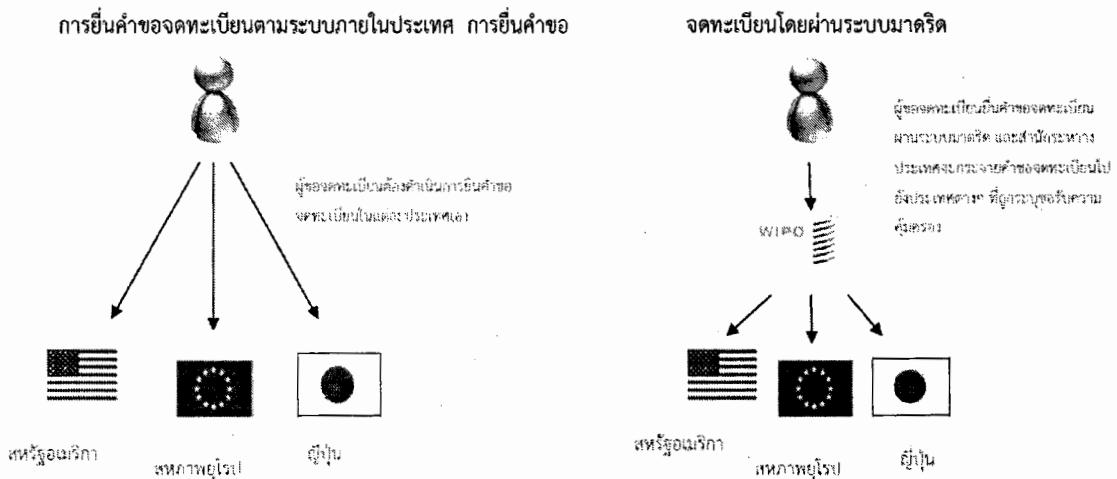 การยื่นคำขอจดทะเบียนตามระบบภายในประเทศ การยื่นคำขอ
จดทะเบียนโดยผ่านระบบมาดริด
ผู้ขอจดทะเบียนต้องดำเนินการยื่นคำขอ
จดทะเบียนในแต่ละประเทศเอง
ผู้ขอจดทะเบียนยื่นคำขอจดทะเบียน
ผ่านระบบมาดริด และสำนักระหว่าง
ประเทศจะกระจายคำขอจดทะเบียนไป
ยังประเทศต่างๆ ที่ถูกระบุขอรับความ
คุ้มครอง
WIPO
สหรัฐอเมริกา
สหภาพยุโรป
ญี่ปุ่น
สหรัฐอเมริกา
สหภาพยุโรป
ญี่ปุ่น